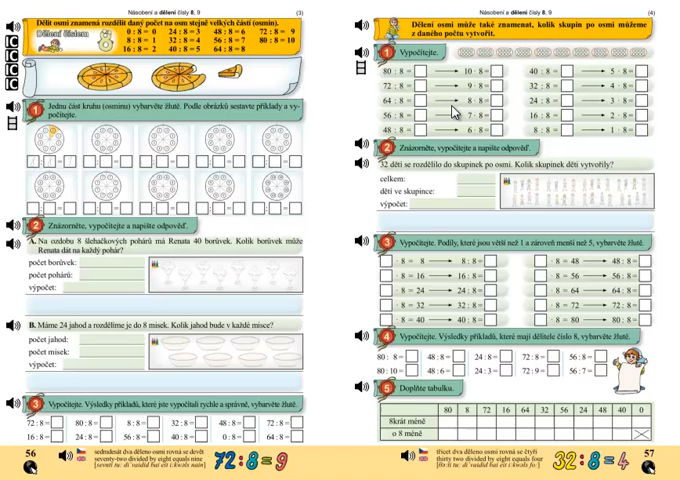 Násobení a dělení čísly 8, 9
(3)
Dělit osmi znamená rozdělit daný počet na osm stejně velkých částí (osmin).
Dělení číslem 8
0 : 8 = 0 24 : 8 = 3 48 : 8 = 6 72 : 8 = 9
8 : 8 = 1 32 : 8 = 4 56 : 8 = 7 80 : 8 = 10
16 : 8 = 2 40 : 8 = 5 64 : 8 = 8
1 Jednu část kruhu (osminu) vybarvěte žlutě. Podle obrázků sestavte příklady a vy-
počítejte.
2 Znázorněte, vypočítejte a napište odpověď.
A. Na ozdobu 8 šlehačkových pohárů má Renata 40 borůvek. Kolik borůvek může
Renata dát na každý pohár?
počet borůvek:
počet pohárů:
výpočet:
B. Máme 24 jahod a rozdělíme je do 8 misek. Kolik jahod bude v každé misce?
počet jahod:
počet misek:
výpočet:
3 Vypočítejte. Výsledky příkladů, které jste vypočítali rychle a správně, vybarvěte žlutě.
72 : 8 = 80 : 8 = 8 : 8 = 32 : 8 = 48 : 8 = 72 : 8 =
16 : 8 = 24 : 8 = 56 : 8 = 40 : 8 = 0 : 8 = 64 : 8 =
56
sedmdesát dva děleno osmi rovná se devět
seventy-two divided by eight equals nine
72 : 8 = 9
Násobení a dělení čísly 8, 9
(4)
Dělení osmi může také znamenat, kolik skupin po osmi můžeme
z daného počtu vytvořit.
1 Vypočítejte.
80 : 8 = 10 · 8 = 40 : 8 = 5 · 8 =
72 : 8 = 9 · 8 = 32 : 8 = 4 · 8 =
64 : 8 = 8 · 8 = 24 : 8 = 3 · 8 =
56 : 8 = 7 · 8 = 16 : 8 = 2 · 8 =
48 : 8 = 6 · 8 = 8 : 8 = 1 · 8 =
2 Znázorněte, vypočítejte a napište odpověď.
32 dětí se rozdělilo do skupinek po osmi. Kolik skupinek děti vytvořily?
celkem:
dětí ve skupince:
výpočet:
3 Vypočítejte. Podíly, které jsou větší než 1 a zároveň menší než 5, vybarvěte žlutě.
· 8 = 8 8 : 8 = · 8 = 48 48 : 8 =
· 8 = 16 16 : 8 = · 8 = 56 56 : 8 =
· 8 = 24 24 : 8 = · 8 = 64 64 : 8 =
· 8 = 32 32 : 8 = · 8 = 72 72 : 8 =
· 8 = 40 40 : 8 = · 8 = 80 80 : 8 =
4 Vypočítejte. Výsledky příkladů, které mají dělitele číslo 8, vybarvěte žlutě.
80 : 8 = 48 : 8 = 24 : 8 = 72 : 8 = 56 : 8 =
80 : 10 = 48 : 6 = 24 : 3 = 72 : 9 = 56 : 7 =
5 Doplňte tabulku.
80 8 72 16 32 56 24 48 64 40 0
8krát méně
o 8 méně
třicet dva děleno osmi rovná se čtyři
thirty two divided by eight equals four
32 : 8 = 4
57